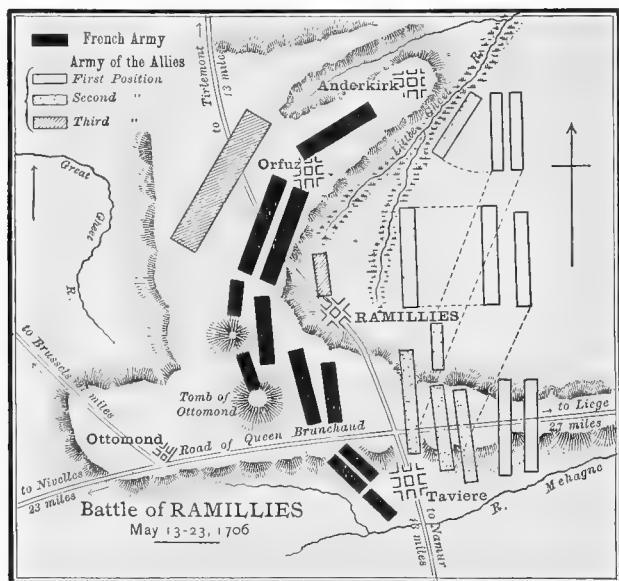 French Army
Army of the Allies
First Position
Second "
Third "
to Tirlemont
13 miles
Anderkirk
Little Gheet R.
Orfuz
Great Gheet R.
RAMILLIES
to Brussels
miles
Tomb of
Ottomond
Ottomond
Road of Queen Brunchaud
to Liege
27 miles
to Nivelles
23 miles
Taviere
Mehagne R.
to Namur
13 miles
Battle of RAMILLIES
May 13-23, 1706